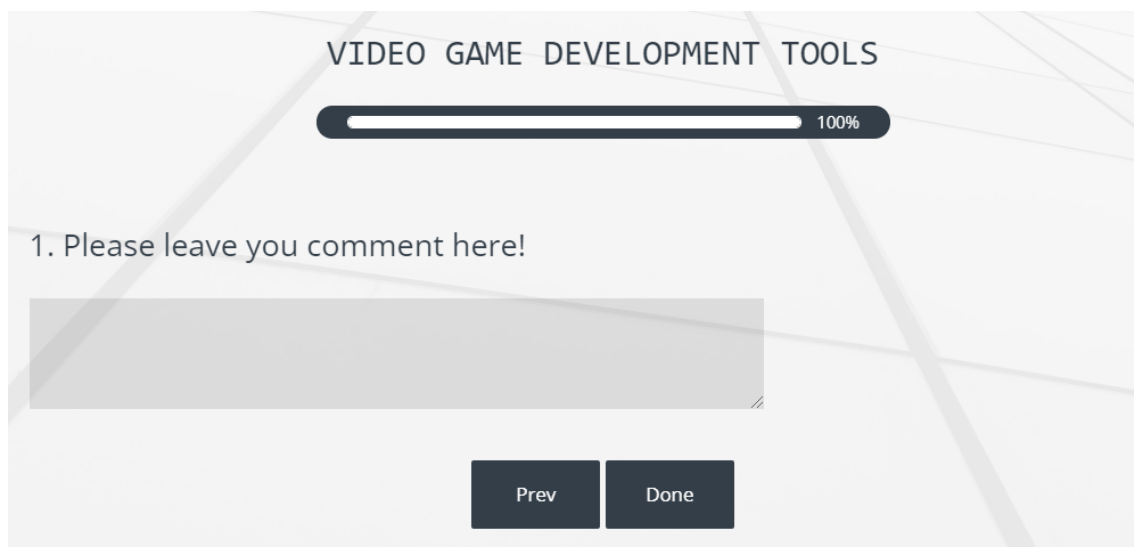 VIDEO GAME DEVELOPMENT TOOLS
100%
1. Please leave you comment here!
Prev Done